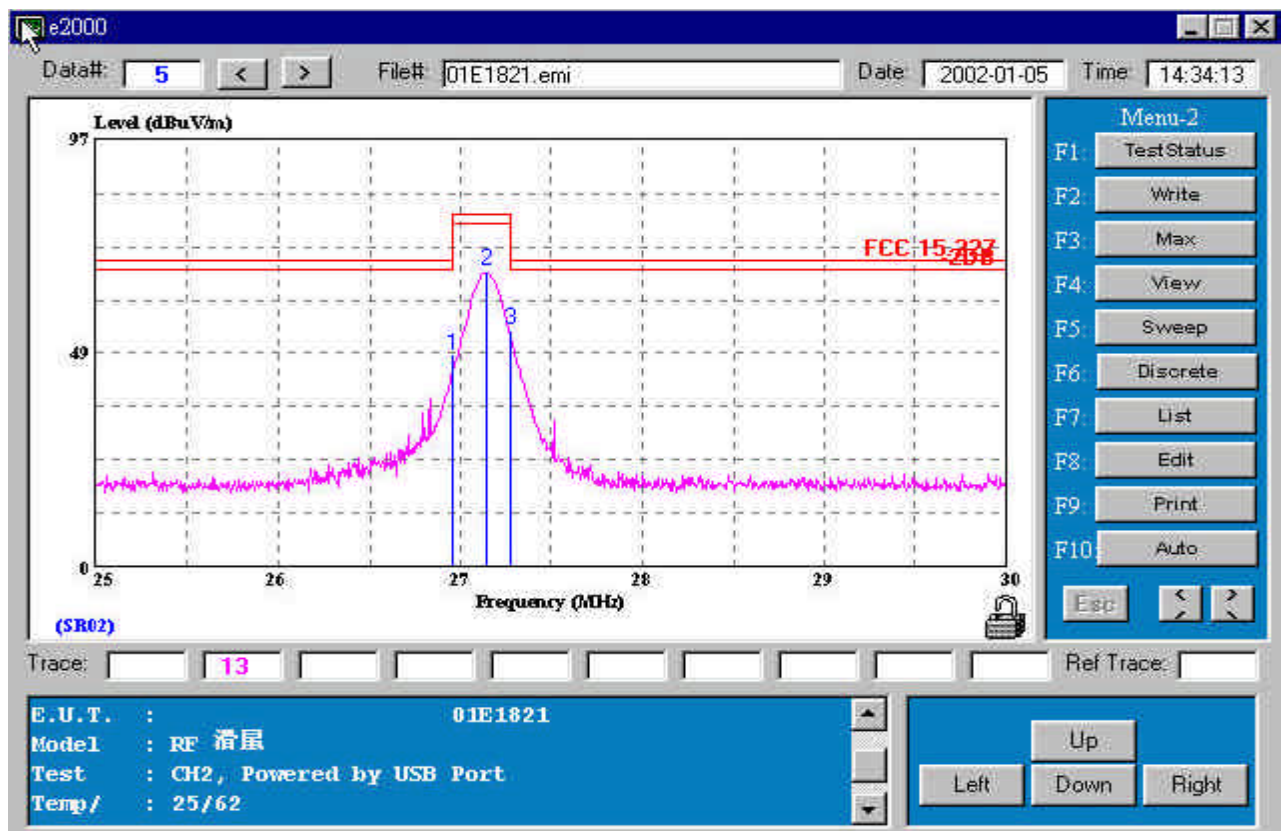 e2000
Data#: 5 < > File#: 01E1821.emi Date: 2002-01-05 Time: 14:34:13
Level (dBuV/m)
97
49
0
FCC 15.227
1
2
3
25 26 27 28 29 30
Frequency (MHz)
(SR02)
Menu-2
F1: TestStatus
F2: Write
F3: Max
F4: View
F5: Sweep
F6: Discrete
F7: List
F8: Edit
F9: Print
F10: Auto
Esc
Trace: 13 Ref Trace:
E.U.T. : 01E1821
Model : RF 滑鼠
Test : CH2, Powered by USB Port
Temp/ : 25/62
Up
Left Down Right